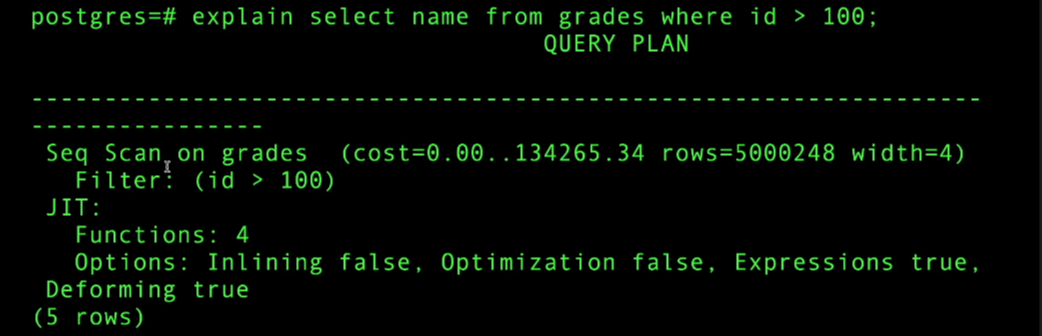 postgres=# explain select name from grades where id > 100;
QUERY PLAN
-----------------------------------------------------------------
----------------
Seq Scan on grades  (cost=0.00..134265.34 rows=5000248 width=4)
Filter: (id > 100)
JIT:
Functions: 4
Options: Inlining false, Optimization false, Expressions true,
Deforming true
(5 rows)